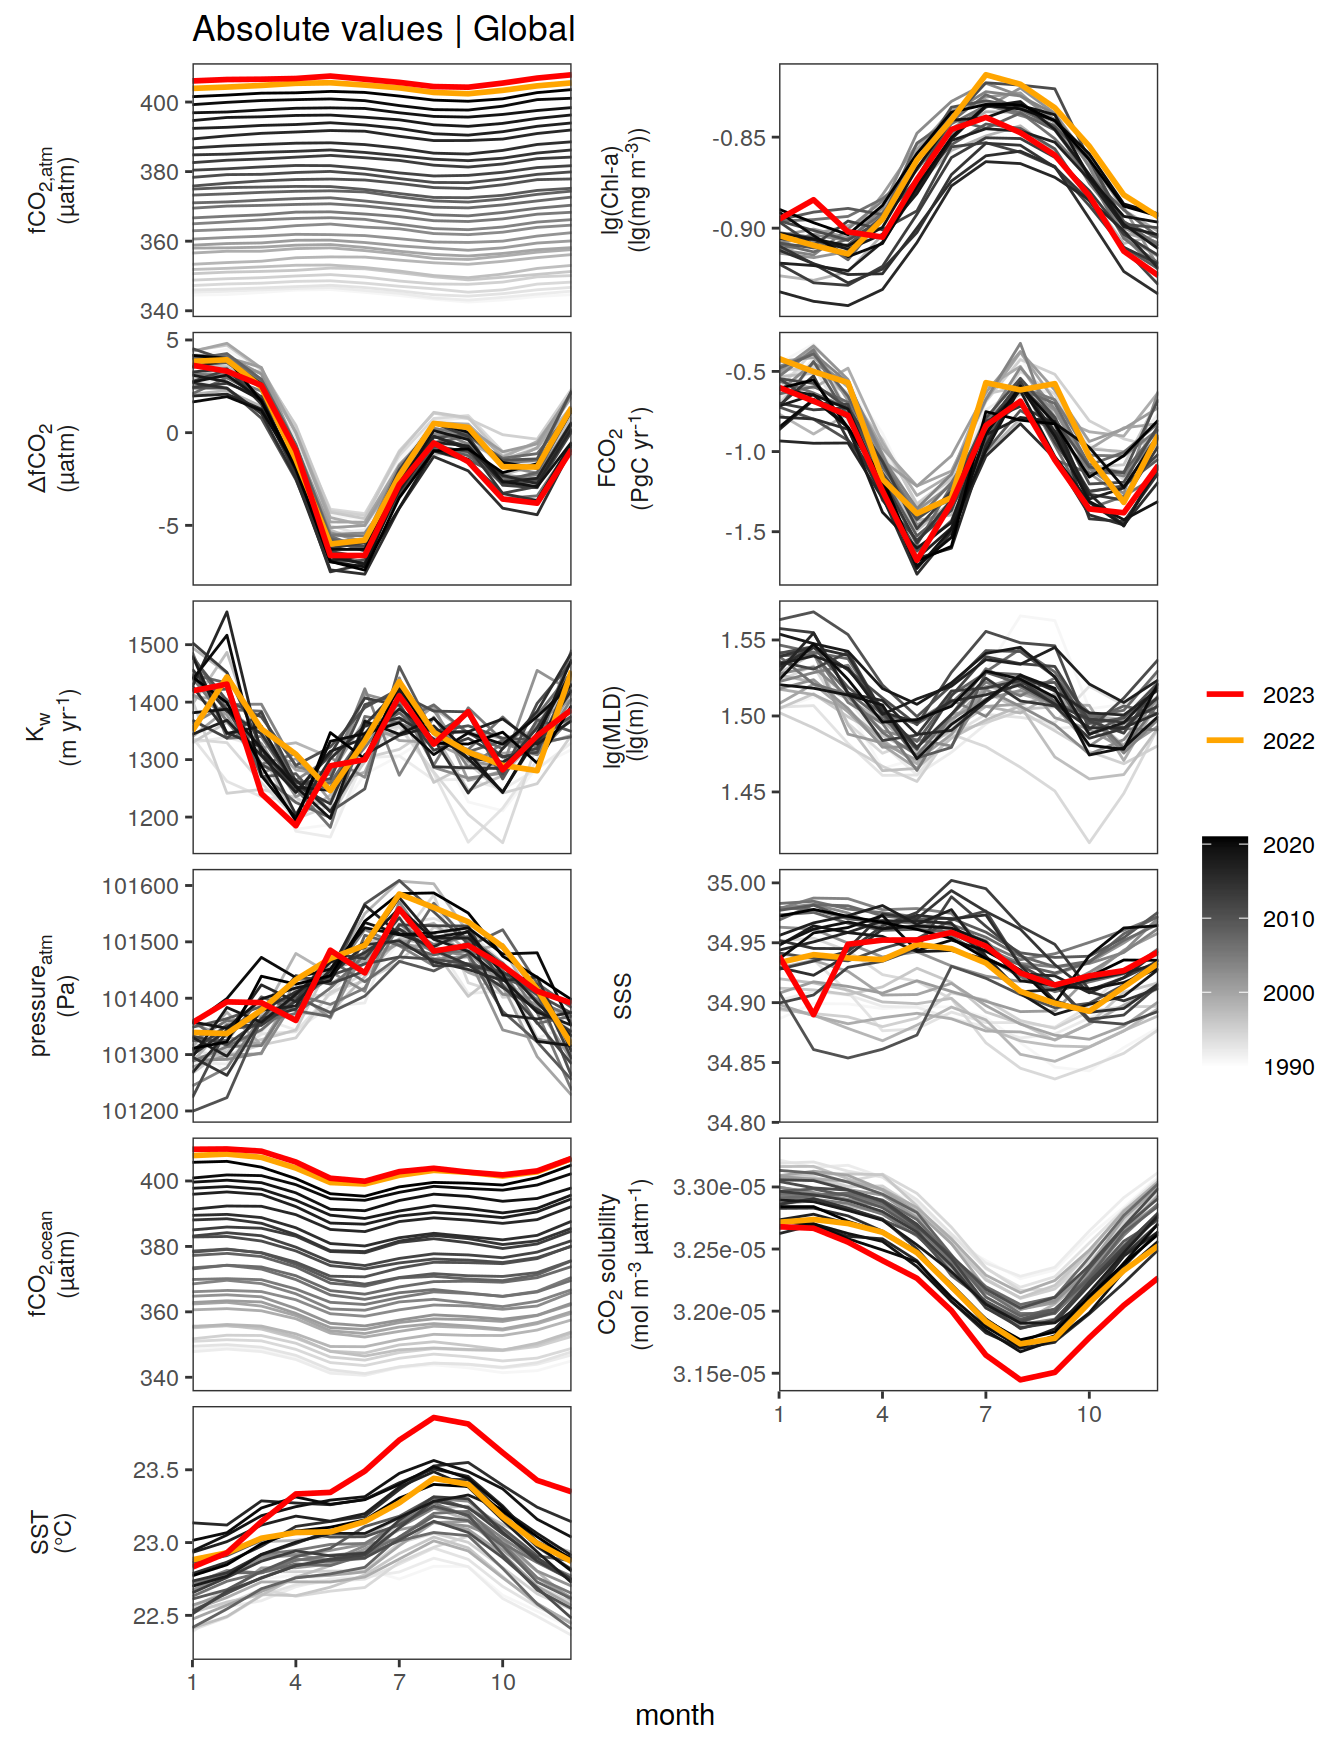 Absolute values | Global
fCO2,atm
(µatm)
400
380
360
340
lg(Chl-a)
(lg(mg m-3))
-0.85
-0.90
ΔfCO2
(µatm)
5
0
-5
FCO2
(PgC yr-1)
-0.5
-1.0
-1.5
Kw
(m yr-1)
1500
1400
1300
1200
lg(MLD)
(lg(m))
1.55
1.50
1.45
pressureatm
(Pa)
101600
101500
101400
101300
101200
SSS
35.00
34.95
34.90
34.85
34.80
fCO2,ocean
(µatm)
400
380
360
340
CO2 solubility
(mol m-3 µatm-1)
3.30e-05
3.25e-05
3.20e-05
3.15e-05
1 4 7 10
SST
(°C)
23.5
23.0
22.5
1 4 7 10
month
2023
2022
2020
2010
2000
1990